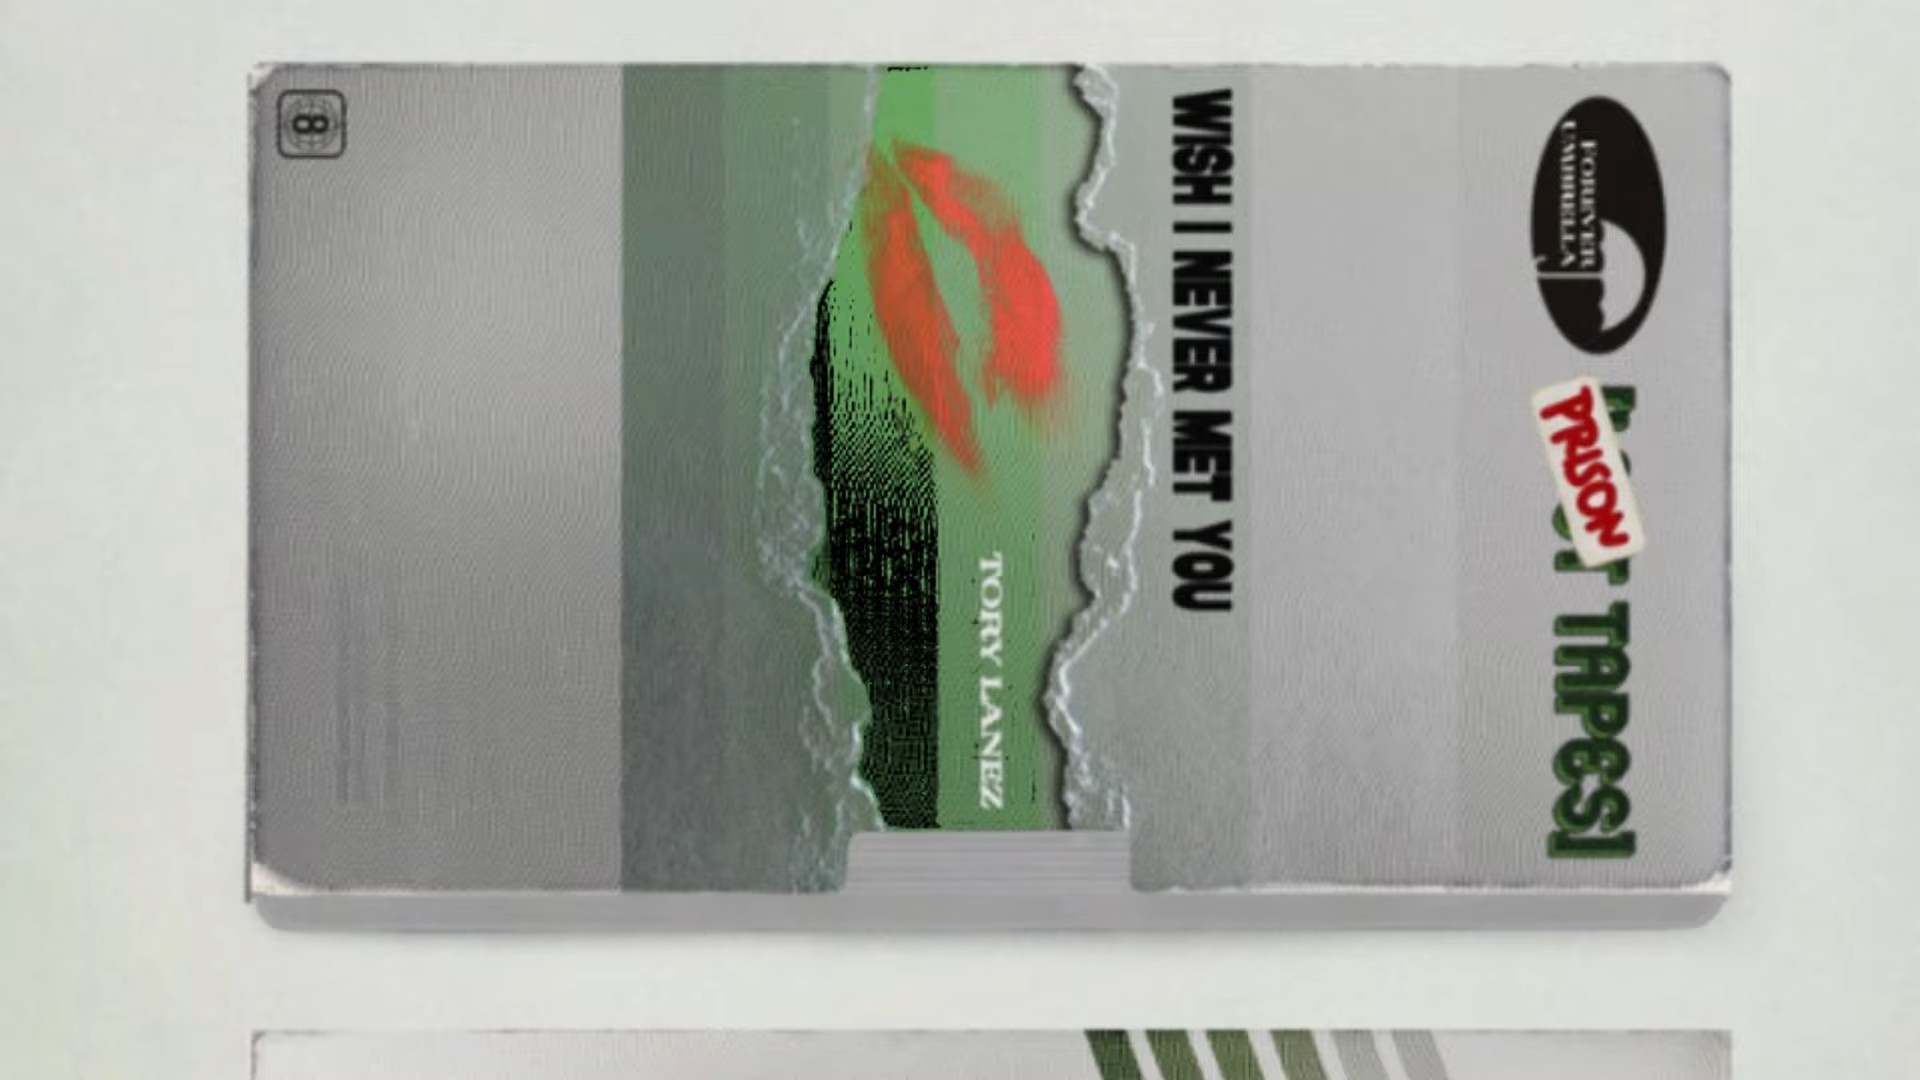 8
WISH I NEVER MET YOU
TORY LANEZ
FOREVER
UMBRELLA
PRISON
TAPES]